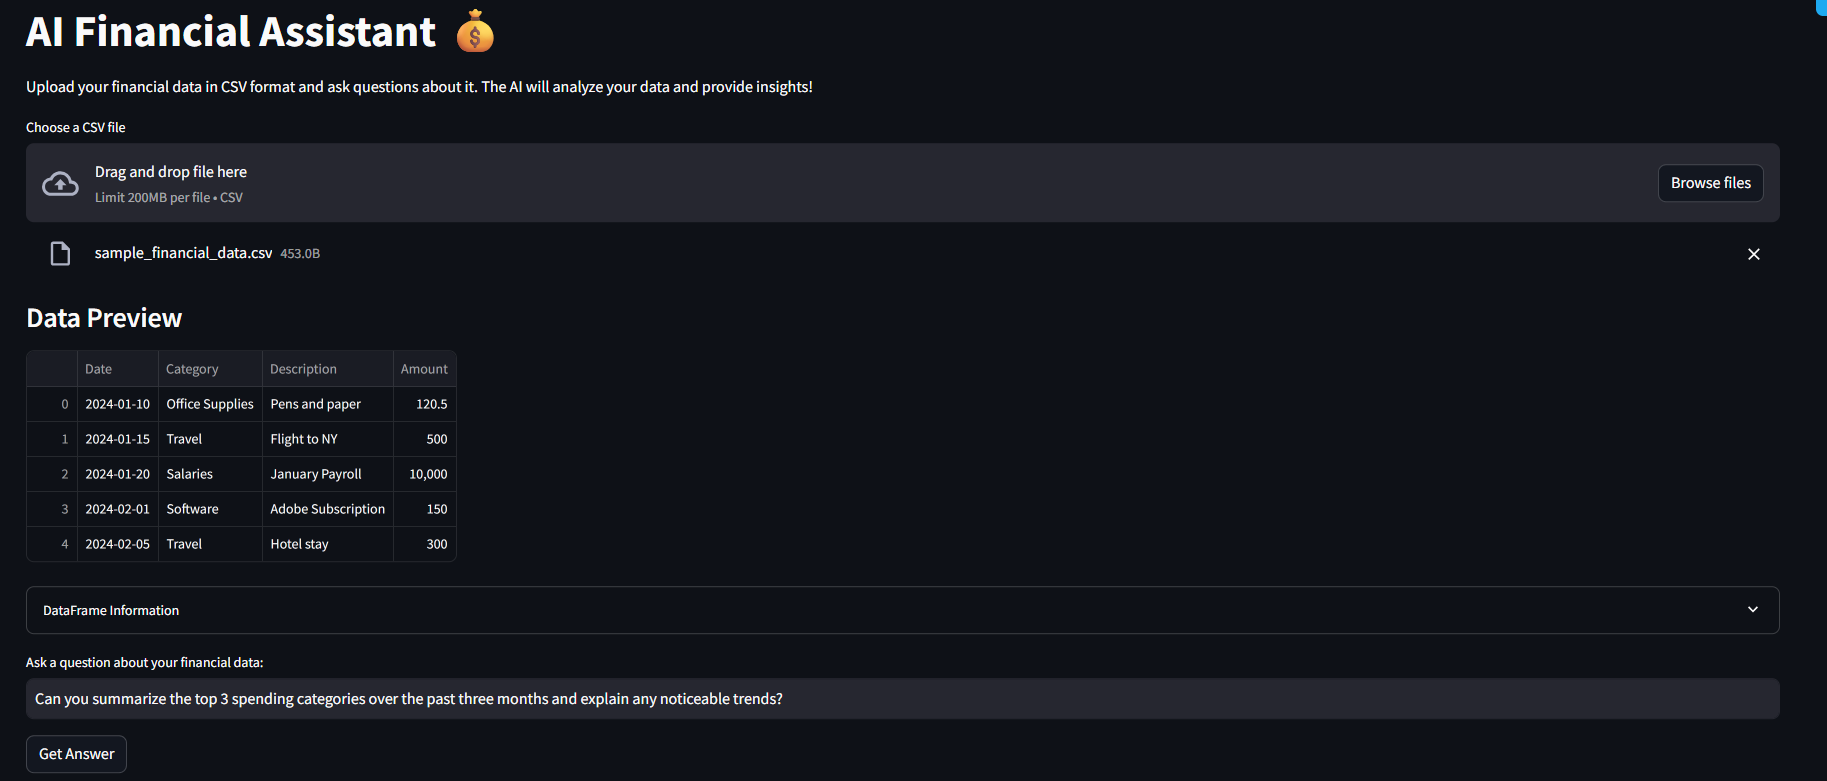 AI Financial Assistant
Upload your financial data in CSV format and ask questions about it. The AI will analyze your data and provide insights!
Choose a CSV file
Drag and drop file here
Limit 200MB per file • CSV
Browse files
sample_financial_data.csv 453.0B
Data Preview
Date Category Description Amount
0 2024-01-10 Office Supplies Pens and paper 120.5
1 2024-01-15 Travel Flight to NY 500
2 2024-01-20 Salaries January Payroll 10,000
3 2024-02-01 Software Adobe Subscription 150
4 2024-02-05 Travel Hotel stay 300
DataFrame Information
Ask a question about your financial data:
Can you summarize the top 3 spending categories over the past three months and explain any noticeable trends?
Get Answer